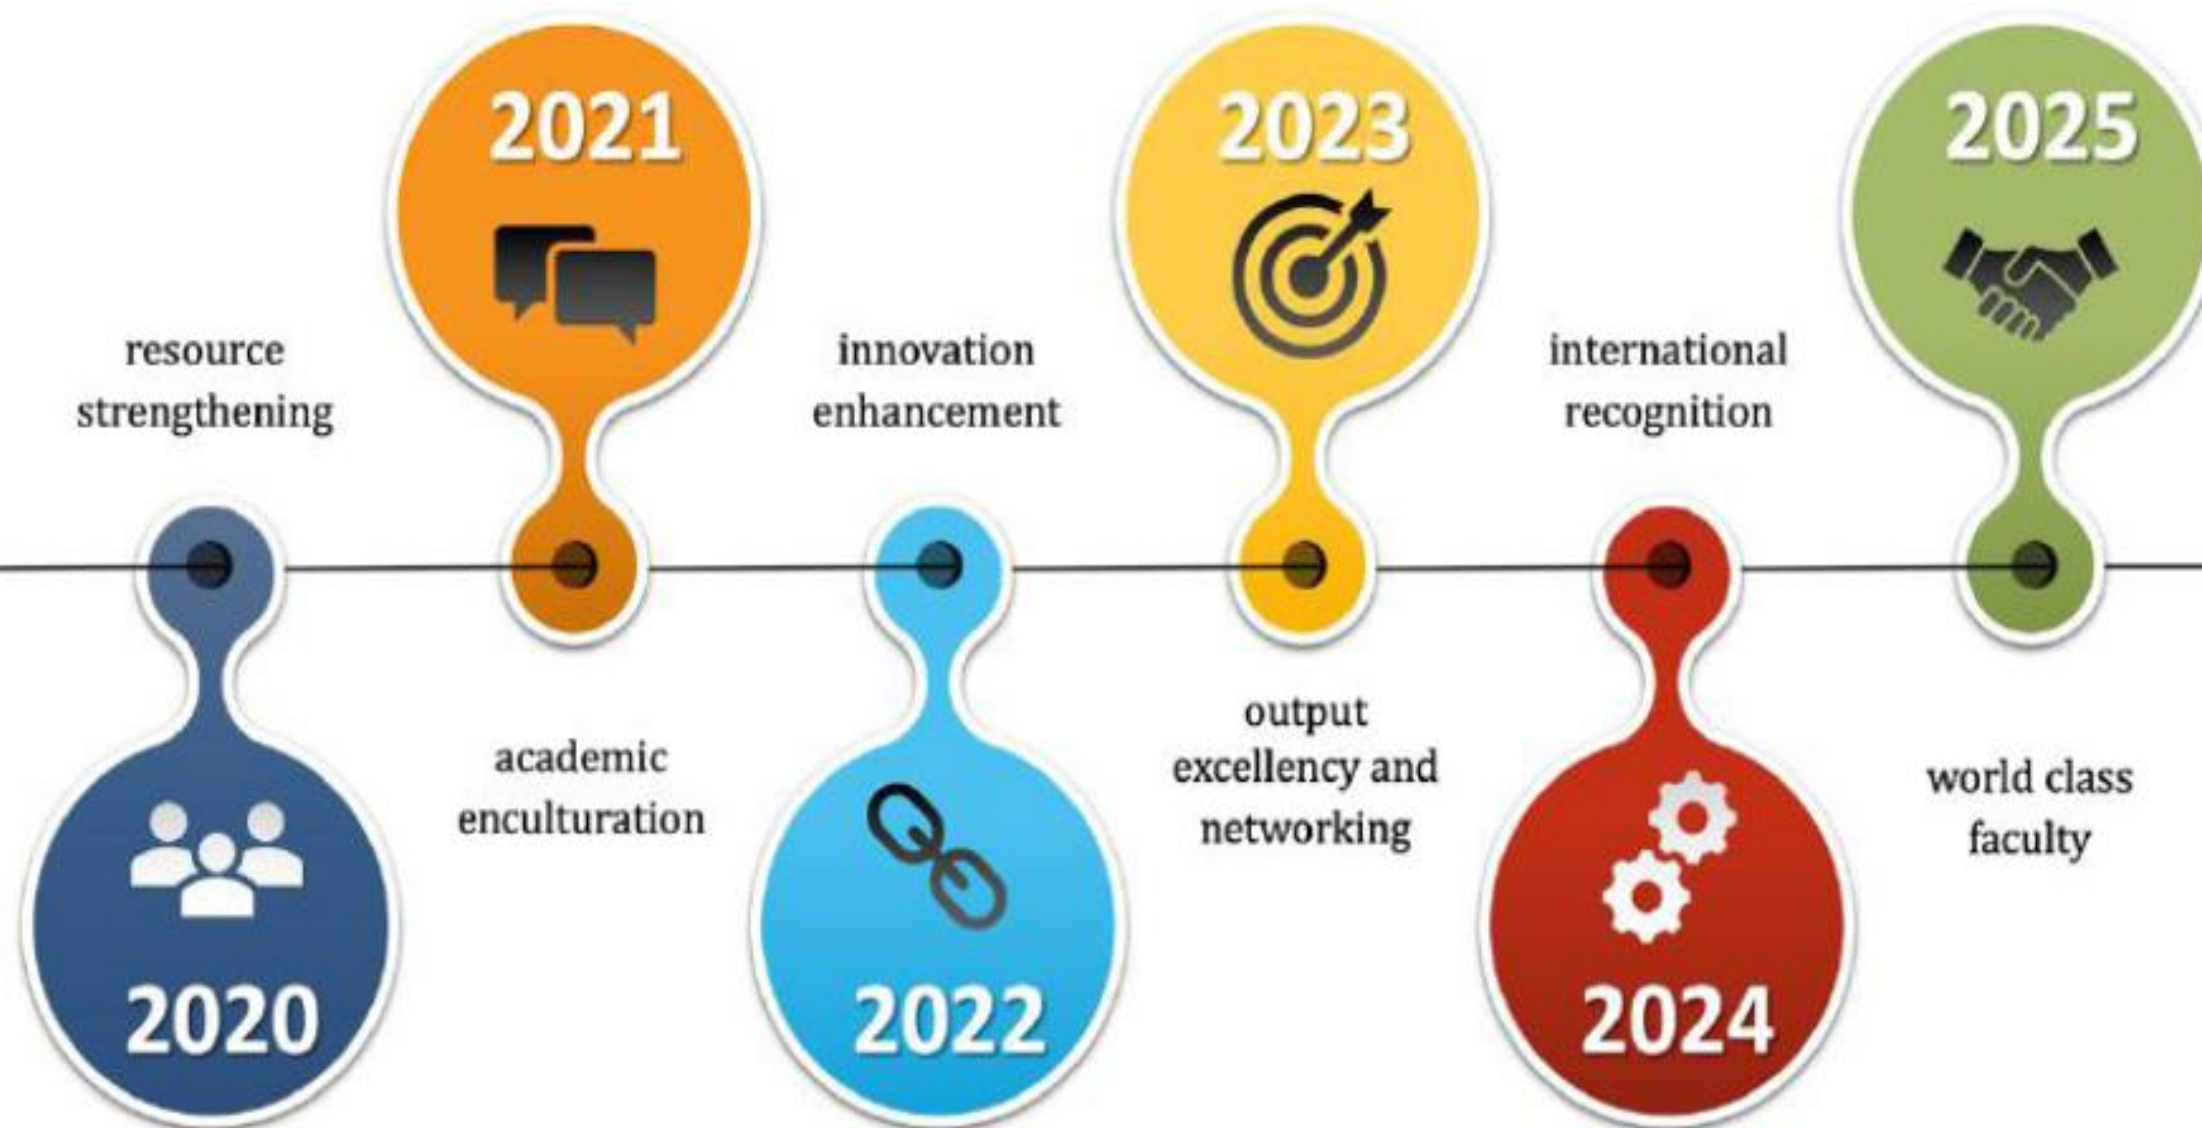 resource
strengthening
2020
2021
academic
enculturation
innovation
enhancement
2022
2023
output
excellency and
networking
international
recognition
2024
2025
world class
faculty